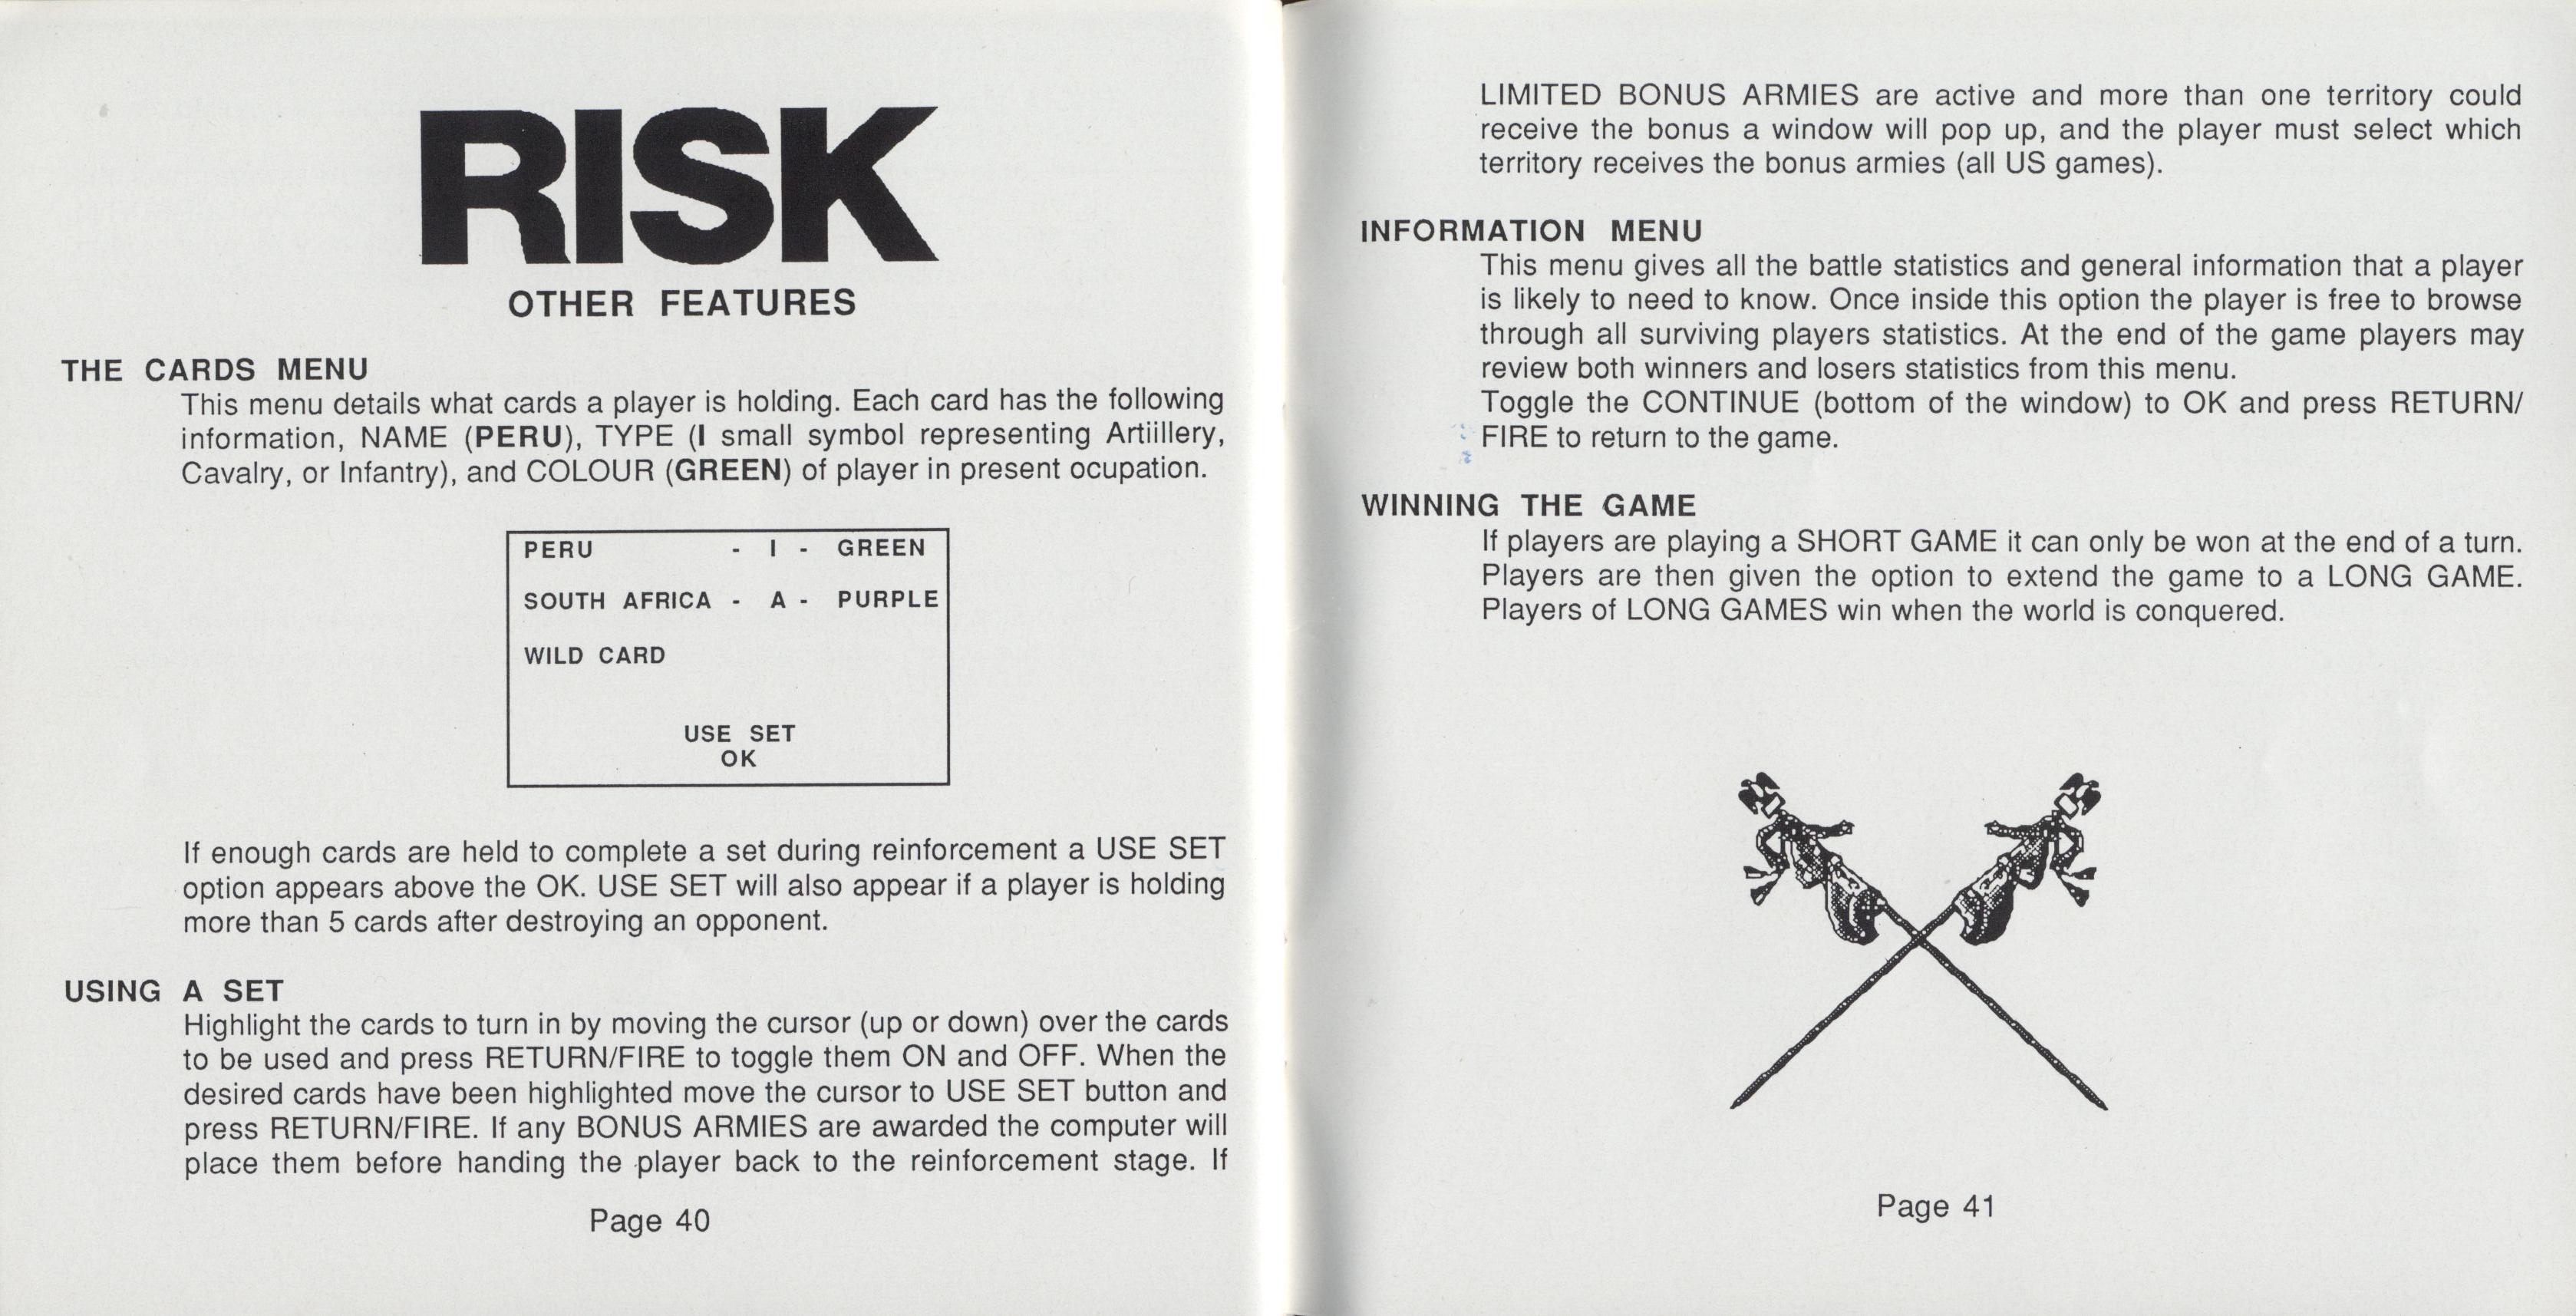 RISK
OTHER FEATURES
THE CARDS MENU
This menu details what cards a player is holding. Each card has the following
information, NAME (PERU), TYPE (I small symbol representing Artiillery,
Cavalry, or Infantry), and COLOUR (GREEN) of player in present ocupation.
PERU - I - GREEN
SOUTH AFRICA - A - PURPLE
WILD CARD
USE SET
OK
If enough cards are held to complete a set during reinforcement a USE SET
option appears above the OK. USE SET will also appear if a player is holding
more than 5 cards after destroying an opponent.
USING A SET
Highlight the cards to turn in by moving the cursor (up or down) over the cards
to be used and press RETURN/FIRE to toggle them ON and OFF. When the
desired cards have been highlighted move the cursor to USE SET button and
press RETURN/FIRE. If any BONUS ARMIES are awarded the computer will
place them before handing the player back to the reinforcement stage. If
Page 40
LIMITED BONUS ARMIES are active and more than one territory could
receive the bonus a window will pop up, and the player must select which
territory receives the bonus armies (all US games).
INFORMATION MENU
This menu gives all the battle statistics and general information that a player
is likely to need to know. Once inside this option the player is free to browse
through all surviving players statistics. At the end of the game players may
review both winners and losers statistics from this menu.
Toggle the CONTINUE (bottom of the window) to OK and press RETURN/
FIRE to return to the game.
WINNING THE GAME
If players are playing a SHORT GAME it can only be won at the end of a turn.
Players are then given the option to extend the game to a LONG GAME.
Players of LONG GAMES win when the world is conquered.
Page 41